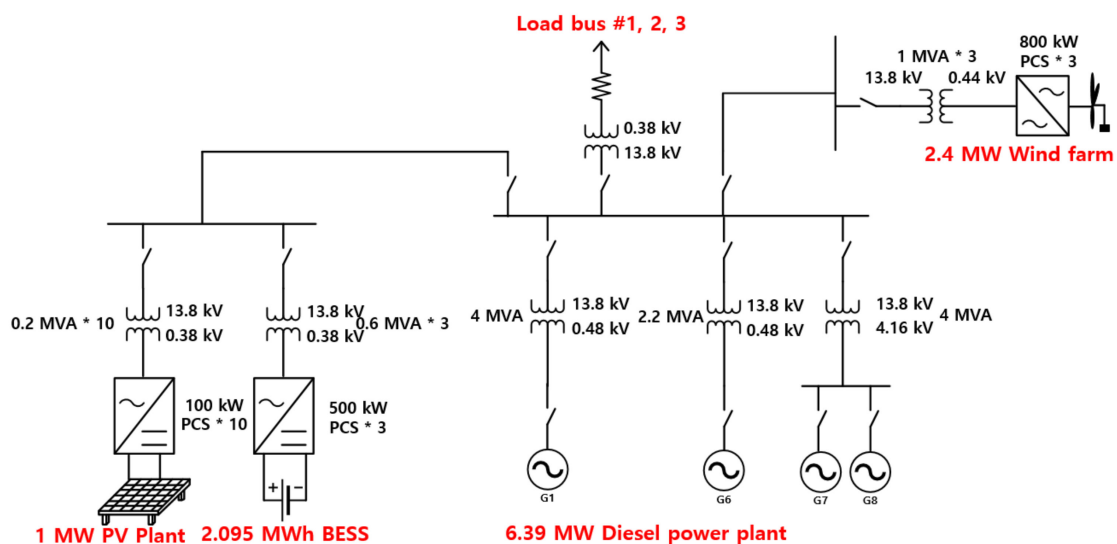 Load bus #1, 2, 3
1 MVA * 3
800 kW
PCS * 3
13.8 kV
0.44 kV
2.4 MW Wind farm
0.38 kV
13.8 kV
0.2 MVA * 10
13.8 kV
0.38 kV
13.8 kV
0.38 kV
0.6 MVA * 3
4 MVA
13.8 kV
0.48 kV
2.2 MVA
13.8 kV
0.48 kV
13.8 kV
4.16 kV
4 MVA
100 kW
PCS * 10
500 kW
PCS * 3
+
−
G1
G6
G7
G8
1 MW PV Plant
2.095 MWh BESS
6.39 MW Diesel power plant